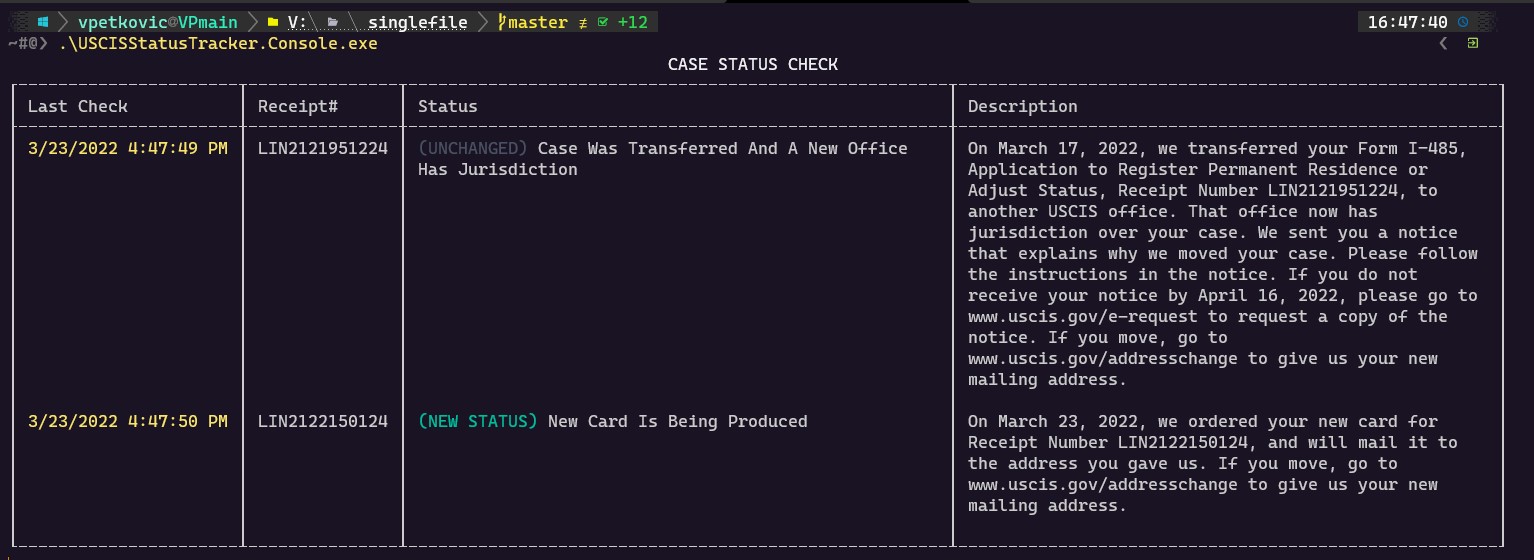 vpetkovic@VPmain V:\ \ singlefile master ≢ +12 16:47:40
~#@❯ .\USCISStatusTracker.Console.exe
CASE STATUS CHECK
Last Check Receipt# Status Description
3/23/2022 4:47:49 PM LIN2121951224 (UNCHANGED) Case Was Transferred And A New Office On March 17, 2022, we transferred your Form I-485,
Has Jurisdiction Application to Register Permanent Residence or
Adjust Status, Receipt Number LIN2121951224, to
another USCIS office. That office now has
jurisdiction over your case. We sent you a notice
that explains why we moved your case. Please follow
the instructions in the notice. If you do not
receive your notice by April 16, 2022, please go to
www.uscis.gov/e-request to request a copy of the
notice. If you move, go to
www.uscis.gov/addresschange to give us your new
mailing address.
3/23/2022 4:47:50 PM LIN2122150124 (NEW STATUS) New Card Is Being Produced On March 23, 2022, we ordered your new card for
Receipt Number LIN2122150124, and will mail it to
the address you gave us. If you move, go to
www.uscis.gov/addresschange to give us your new
mailing address.